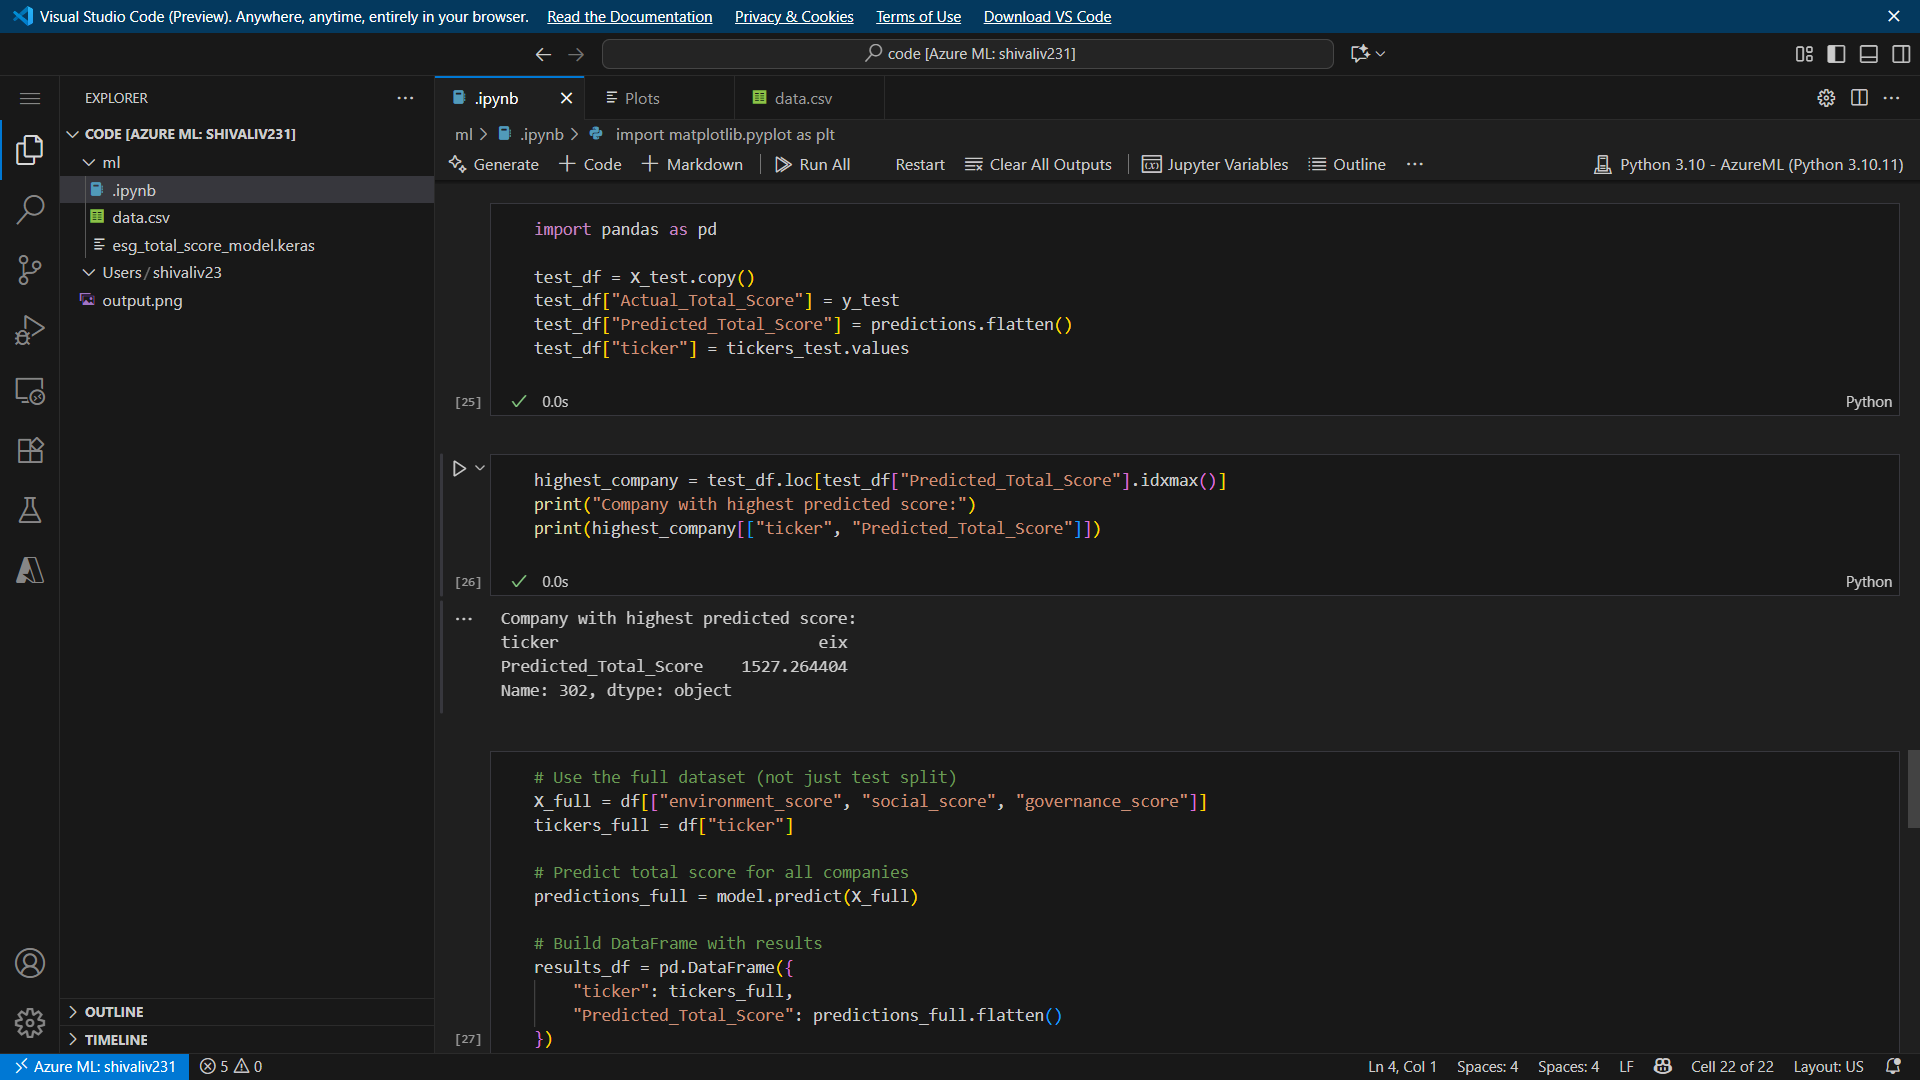 Visual Studio Code (Preview). Anywhere, anytime, entirely in your browser. Read the Documentation Privacy & Cookies Terms of Use Download VS Code
code [Azure ML: shivaliv231]
EXPLORER
.ipynb
Plots
data.csv
CODE [AZURE ML: SHIVALIV231]
ml
.ipynb
data.csv
esg_total_score_model.keras
Users/shivaliv23
output.png
ml > .ipynb > import matplotlib.pyplot as plt
Generate + Code + Markdown Run All Restart Clear All Outputs Jupyter Variables Outline ... Python 3.10 - AzureML (Python 3.10.11)
import pandas as pd
test_df = X_test.copy()
test_df["Actual_Total_Score"] = y_test
test_df["Predicted_Total_Score"] = predictions.flatten()
test_df["ticker"] = tickers_test.values
[25] 0.0s Python
highest_company = test_df.loc[test_df["Predicted_Total_Score"].idxmax()]
print("Company with highest predicted score:")
print(highest_company[["ticker", "Predicted_Total_Score"]])
[26] 0.0s Python
Company with highest predicted score:
ticker eix
Predicted_Total_Score 1527.264404
Name: 302, dtype: object
# Use the full dataset (not just test split)
X_full = df[["environment_score", "social_score", "governance_score"]]
tickers_full = df["ticker"]
# Predict total score for all companies
predictions_full = model.predict(X_full)
# Build DataFrame with results
results_df = pd.DataFrame({
"ticker": tickers_full,
"Predicted_Total_Score": predictions_full.flatten()
[27] })
OUTLINE
TIMELINE
Azure ML: shivaliv231 5 0 Ln 4, Col 1 Spaces: 4 Spaces: 4 LF Cell 22 of 22 Layout: US